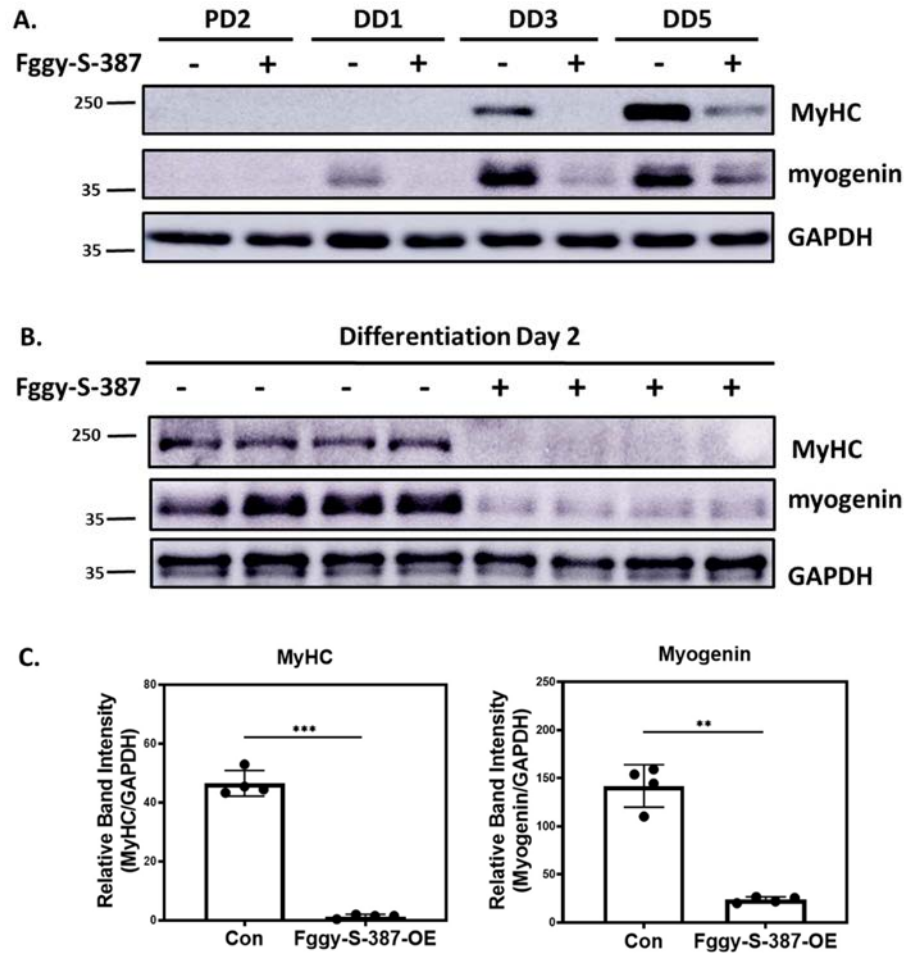 A.
PD2 DD1 DD3 DD5
Fggy-S-387 - + - + - + - +
250 MyHC
35 myogenin
35 GAPDH
B.
Differentiation Day 2
Fggy-S-387 - - - - + + + +
250 MyHC
35 myogenin
35 GAPDH
C.
MyHC
Relative Band Intensity
(MyHC/GAPDH)
80
60
40
20
0
***
Con Fggy-S-387-OE
Myogenin
Relative Band Intensity
(Myogenin/GAPDH)
250
200
150
100
50
0
**
Con Fggy-S-387-OE